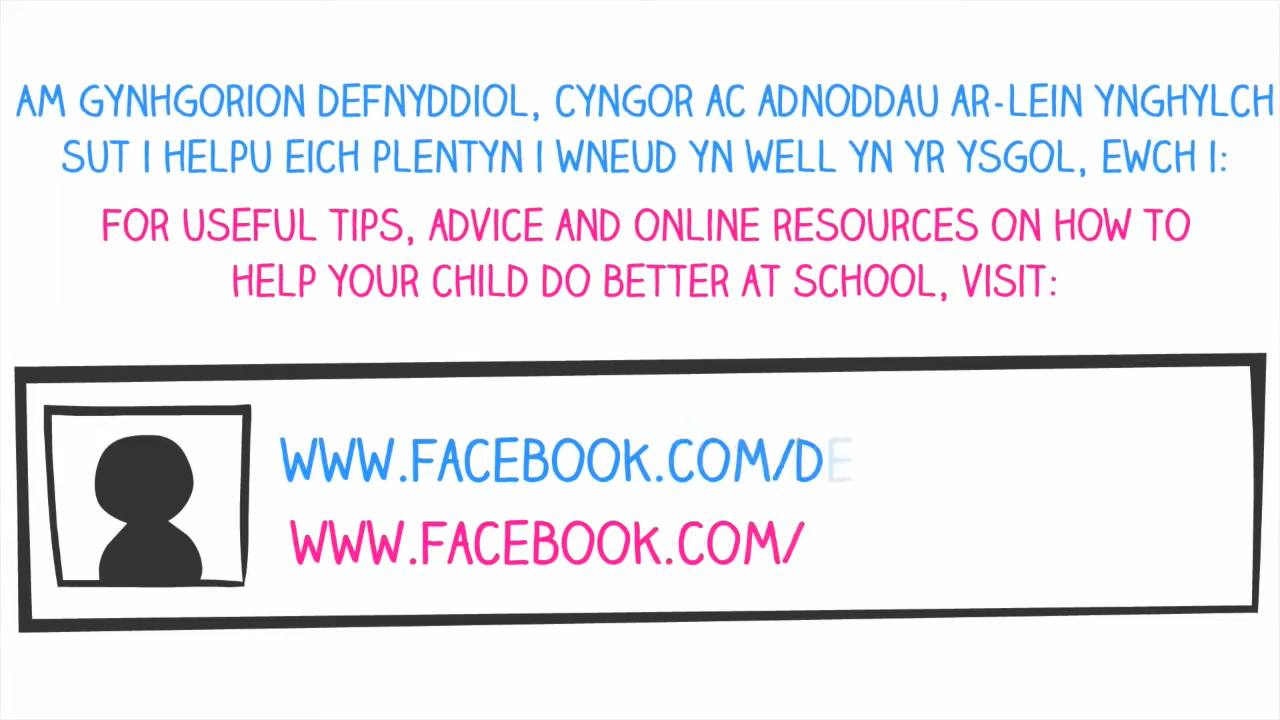 AM GYNHGORION DEFNYDDIOL, CYNGOR AC ADNODDAU AR-LEIN YNGHYLCH
SUT I HELPU EICH PLENTYN I WNEUD YN WELL YN YR YSGOL, EWCH I:
FOR USEFUL TIPS, ADVICE AND ONLINE RESOURCES ON HOW TO
HELP YOUR CHILD DO BETTER AT SCHOOL, VISIT:
WWW.FACEBOOK.COM/DE
WWW.FACEBOOK.COM/